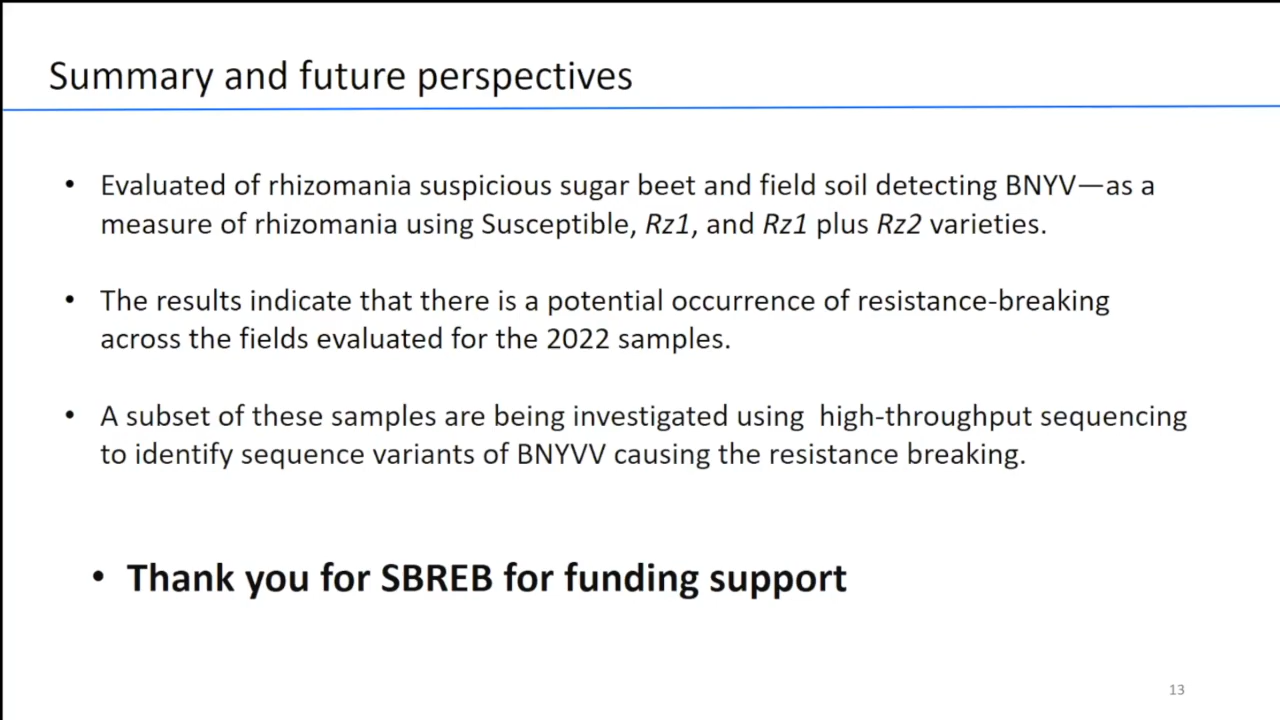 Summary and future perspectives
• Evaluated of rhizomania suspicious sugar beet and field soil detecting BNYV—as a
measure of rhizomania using Susceptible, Rz1, and Rz1 plus Rz2 varieties.
• The results indicate that there is a potential occurrence of resistance-breaking
across the fields evaluated for the 2022 samples.
• A subset of these samples are being investigated using  high-throughput sequencing
to identify sequence variants of BNYVV causing the resistance breaking.
• Thank you for SBREB for funding support
13